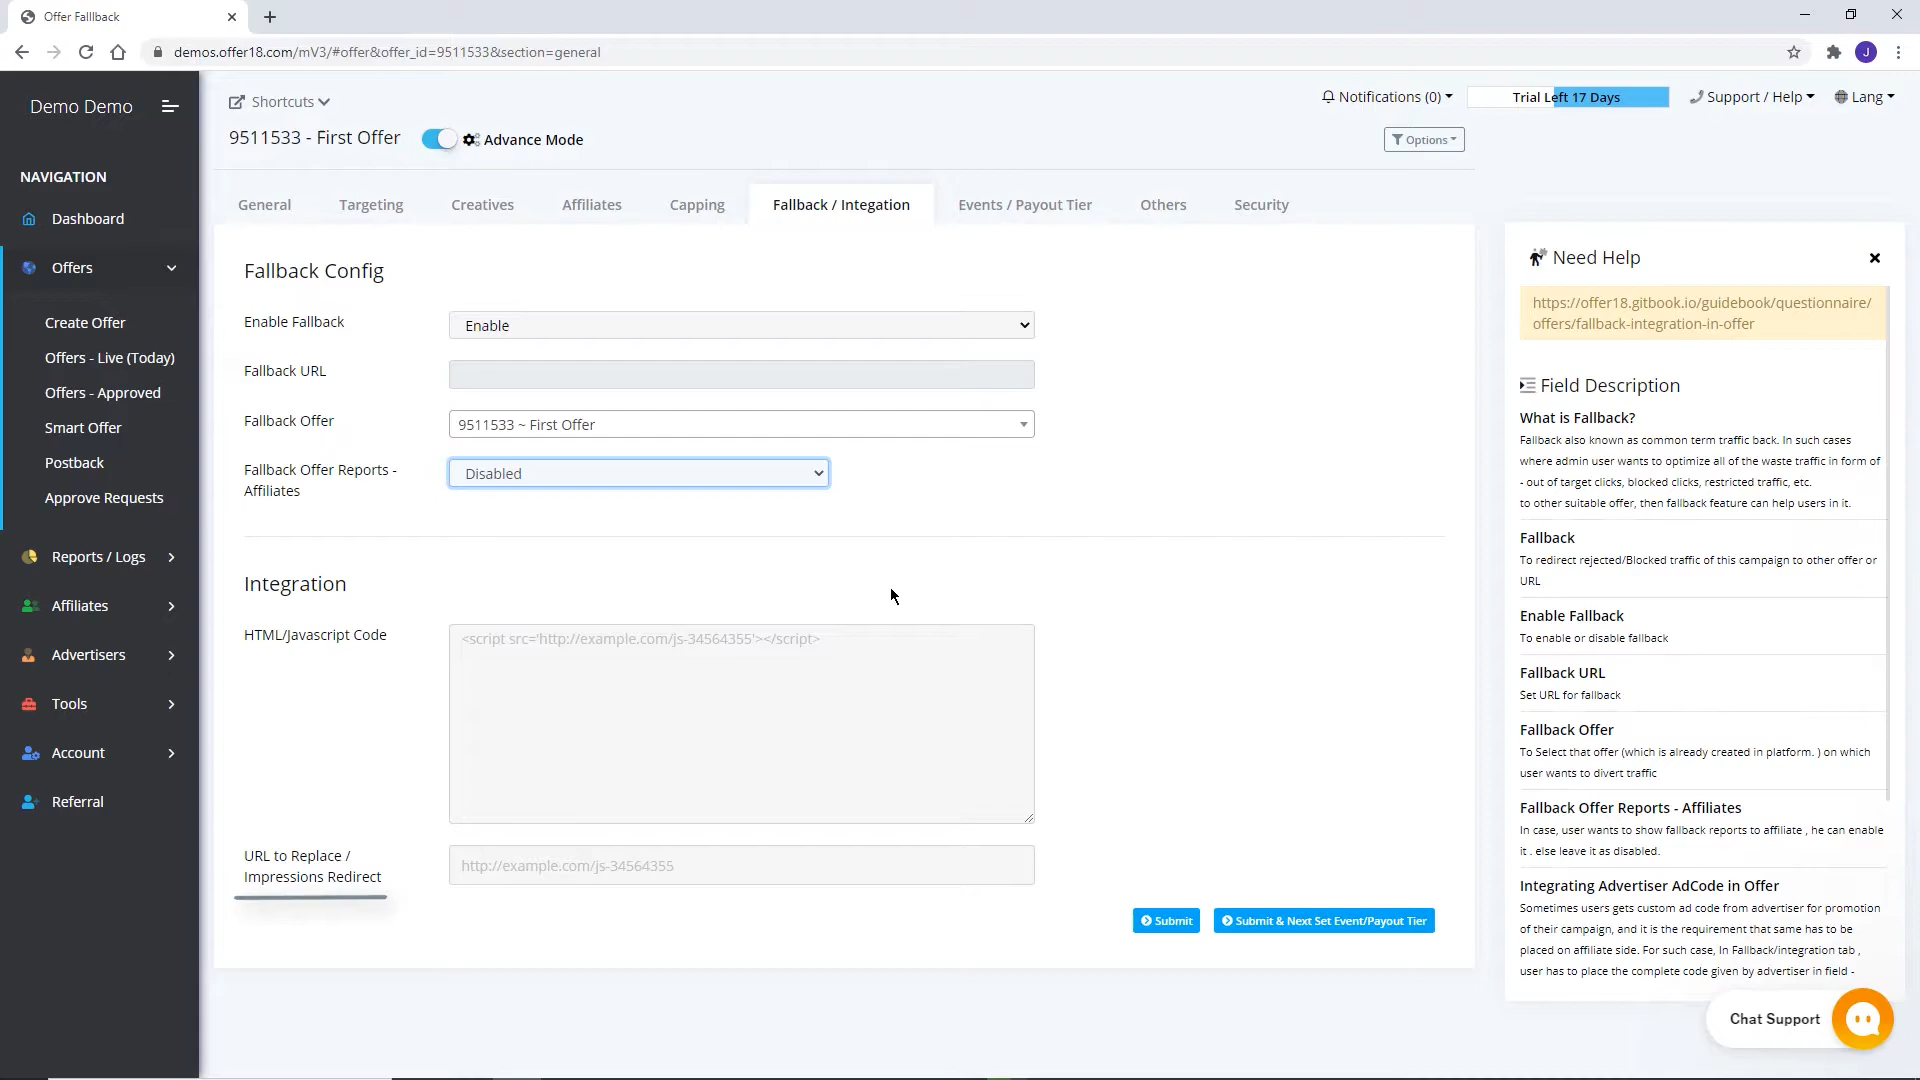 Offer Falllback
demos.offer18.com/mV3/#offer&offer_id=9511533&section=general
J
Demo Demo
NAVIGATION
Dashboard
Offers
Create Offer
Offers - Live (Today)
Offers - Approved
Smart Offer
Postback
Approve Requests
Reports / Logs
Affiliates
Advertisers
Tools
Account
Referral
Shortcuts
Notifications (0)
Trial Left 17 Days
Support / Help
Lang
9511533 - First Offer
Advance Mode
Options
General
Targeting
Creatives
Affiliates
Capping
Fallback / Integation
Events / Payout Tier
Others
Security
Fallback Config
Enable Fallback
Enable
Fallback URL
Fallback Offer
9511533 ~ First Offer
Fallback Offer Reports -
Affiliates
Disabled
Integration
HTML/Javascript Code
<script src='http://example.com/js-34564355'></script>
URL to Replace /
Impressions Redirect
http://example.com/js-34564355
Submit
Submit & Next Set Event/Payout Tier
Need Help
https://offer18.gitbook.io/guidebook/questionnaire/
offers/fallback-integration-in-offer
Field Description
What is Fallback?
Fallback also known as common term traffic back. In such cases
where admin user wants to optimize all of the waste traffic in form of
- out of target clicks, blocked clicks, restricted traffic, etc.
to other suitable offer, then fallback feature can help users in it.
Fallback
To redirect rejected/Blocked traffic of this campaign to other offer or
URL
Enable Fallback
To enable or disable fallback
Fallback URL
Set URL for fallback
Fallback Offer
To Select that offer (which is already created in platform. ) on which
user wants to divert traffic
Fallback Offer Reports - Affiliates
In case, user wants to show fallback reports to affiliate , he can enable
it . else leave it as disabled.
Integrating Advertiser AdCode in Offer
Sometimes users gets custom ad code from advertiser for promotion
of their campaign, and it is the requirement that same has to be
placed on affiliate side. For such case, In Fallback/integration tab ,
user has to place the complete code given by advertiser in field -
Chat Support